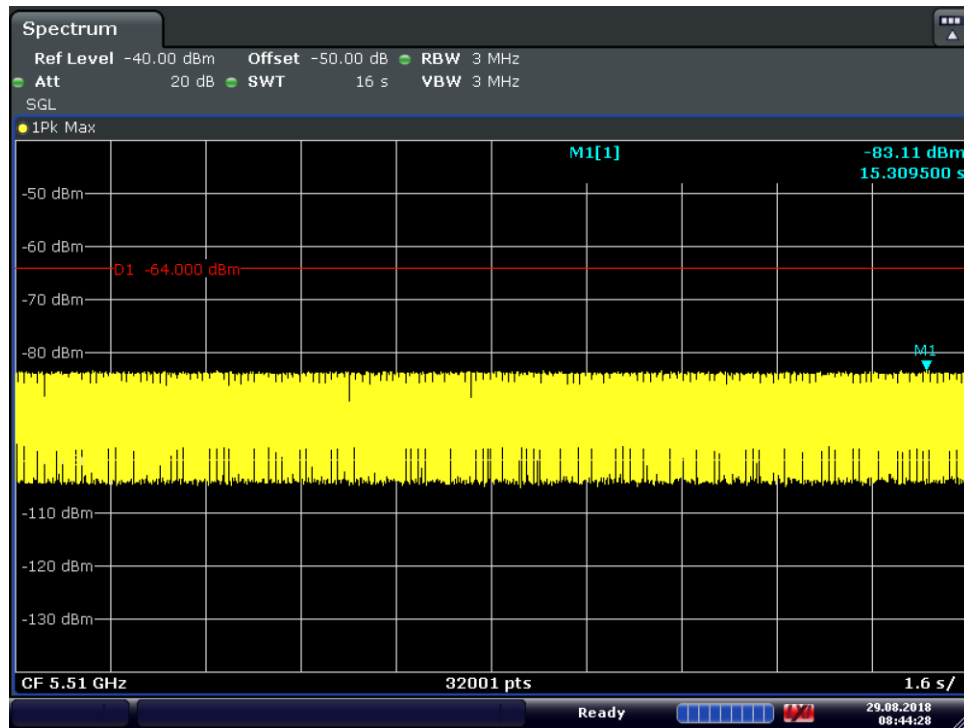 Spectrum
Ref Level -40.00 dBm Offset -50.00 dB RBW 3 MHz
Att 20 dB SWT 16 s VBW 3 MHz
SGL
1Pk Max
M1[1] -83.11 dBm
15.309500 s
-50 dBm
-60 dBm
D1 -64.000 dBm
-70 dBm
-80 dBm
M1
-110 dBm
-120 dBm
-130 dBm
CF 5.51 GHz 32001 pts 1.6 s/
Ready 29.08.2018
08:44:28